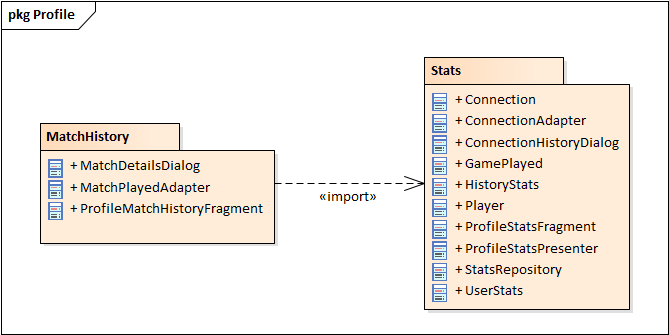 pkg Profile
MatchHistory
+ MatchDetailsDialog
+ MatchPlayedAdapter
+ ProfileMatchHistoryFragment
«import»
Stats
+ Connection
+ ConnectionAdapter
+ ConnectionHistoryDialog
+ GamePlayed
+ HistoryStats
+ Player
+ ProfileStatsFragment
+ ProfileStatsPresenter
+ StatsRepository
+ UserStats